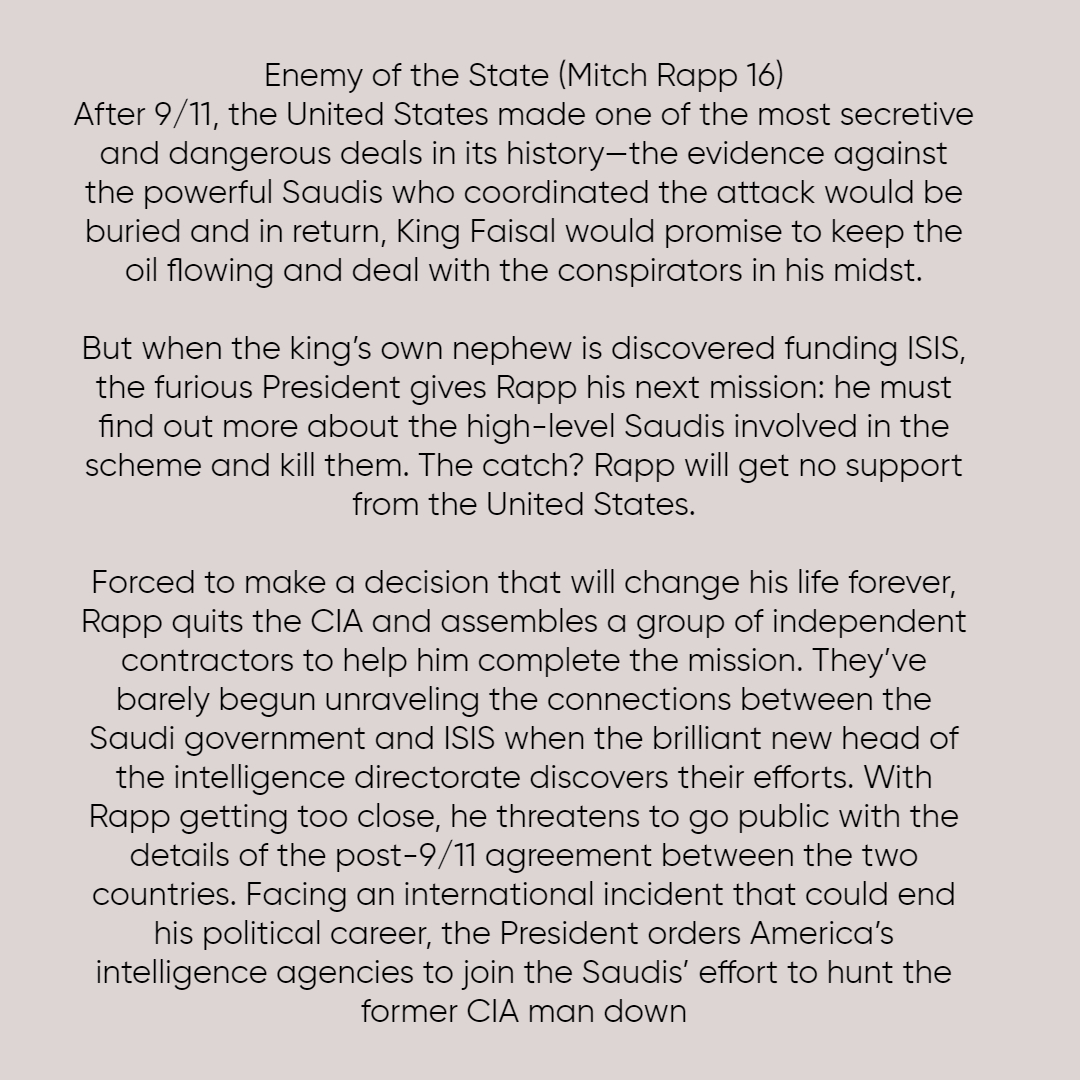 Enemy of the State (Mitch Rapp 16)
After 9/11, the United States made one of the most secretive
and dangerous deals in its history—the evidence against
the powerful Saudis who coordinated the attack would be
buried and in return, King Faisal would promise to keep the
oil flowing and deal with the conspirators in his midst.
But when the king’s own nephew is discovered funding ISIS,
the furious President gives Rapp his next mission: he must
find out more about the high-level Saudis involved in the
scheme and kill them. The catch? Rapp will get no support
from the United States.
Forced to make a decision that will change his life forever,
Rapp quits the CIA and assembles a group of independent
contractors to help him complete the mission. They’ve
barely begun unraveling the connections between the
Saudi government and ISIS when the brilliant new head of
the intelligence directorate discovers their efforts. With
Rapp getting too close, he threatens to go public with the
details of the post-9/11 agreement between the two
countries. Facing an international incident that could end
his political career, the President orders America’s
intelligence agencies to join the Saudis’ effort to hunt the
former CIA man down